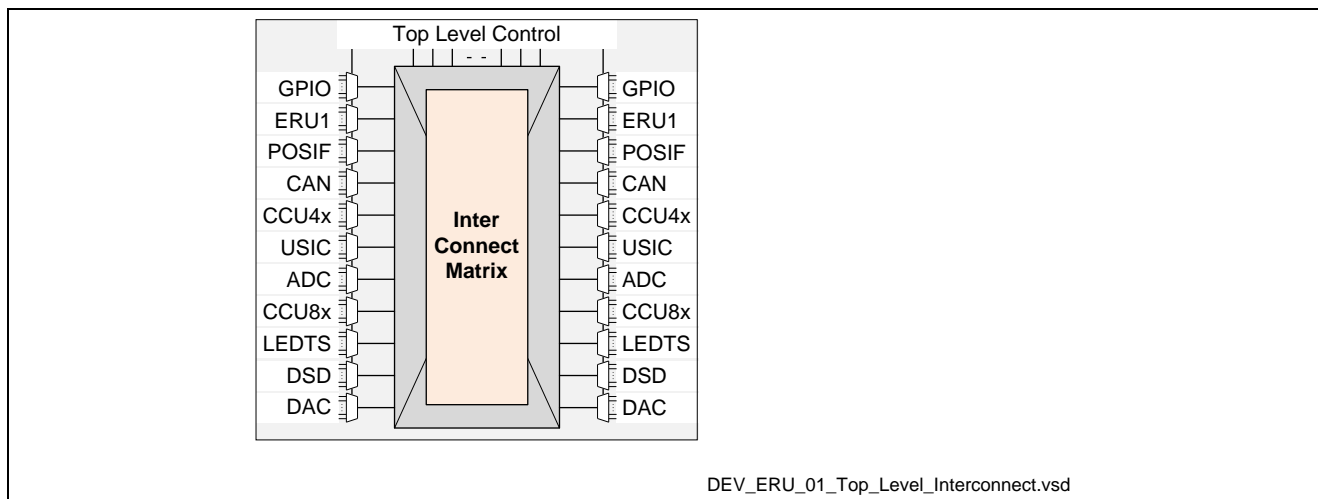 Top Level Control
- -
GPIO GPIO
ERU1 ERU1
POSIF POSIF
CAN CAN
CCU4x CCU4x
USIC USIC
ADC ADC
CCU8x CCU8x
LEDTS LEDTS
DSD DSD
DAC DAC
Inter
Connect
Matrix
DEV_ERU_01_Top_Level_Interconnect.vsd